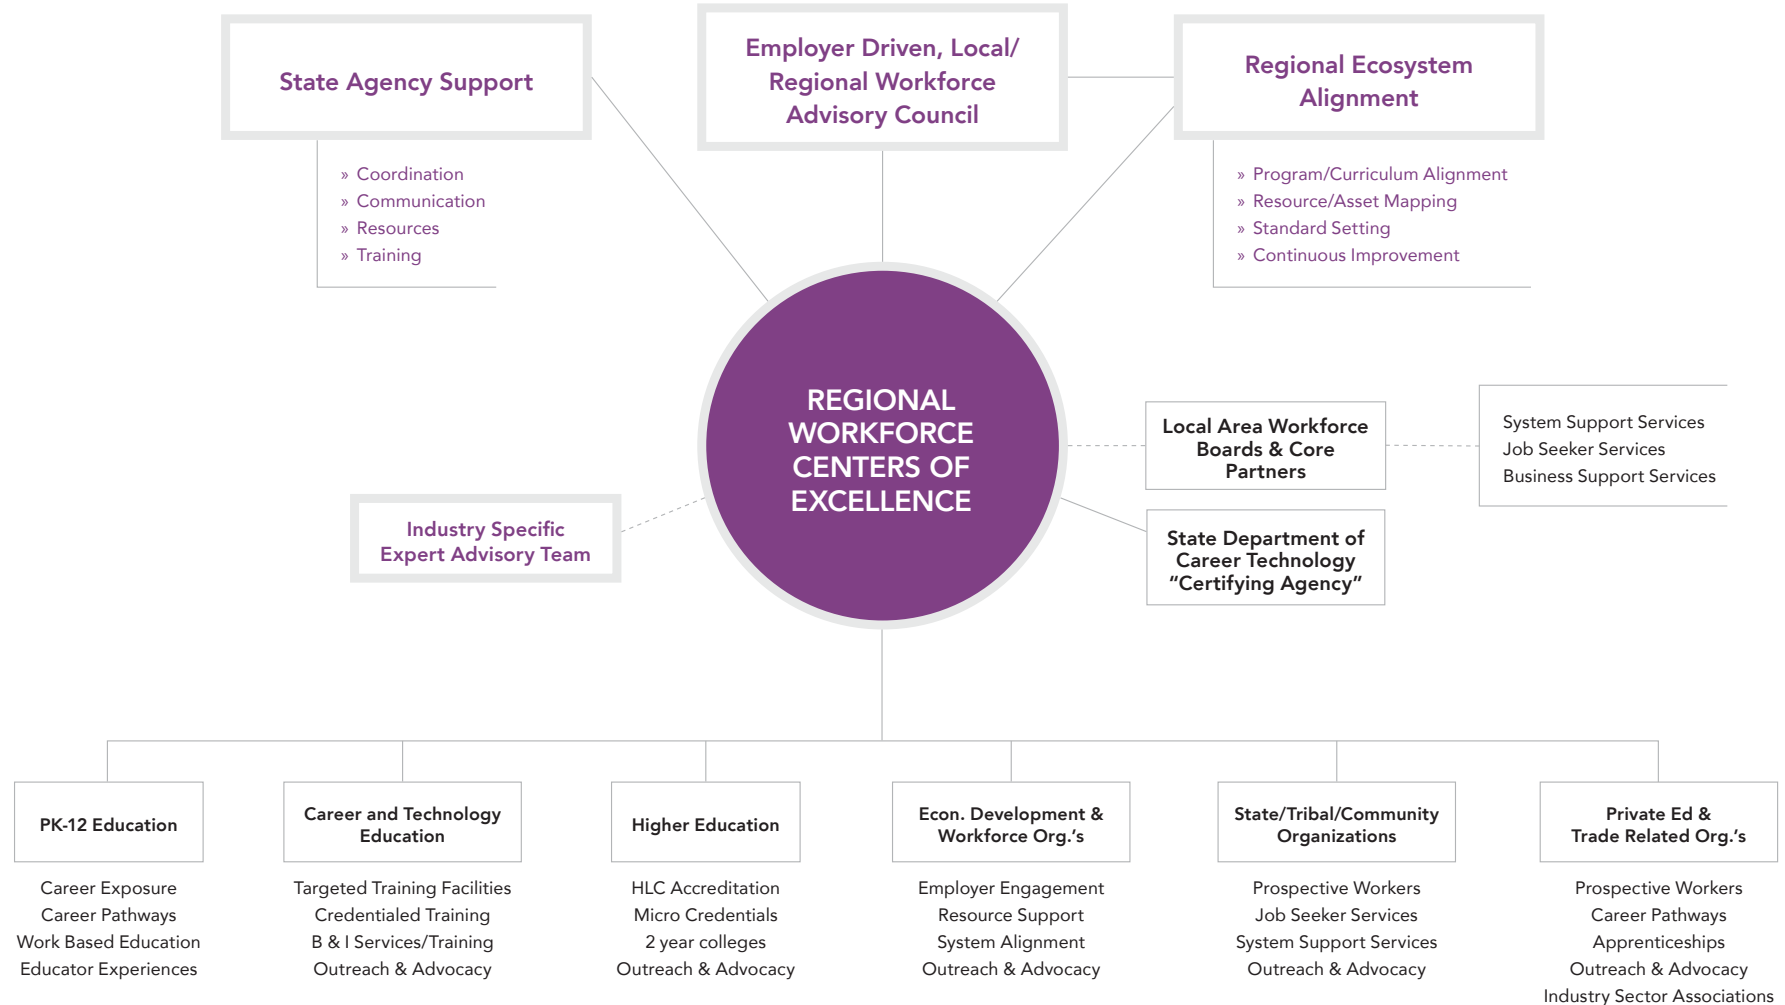 State Agency Support
» Coordination
» Communication
» Resources
» Training
Employer Driven, Local/
Regional Workforce
Advisory Council
Regional Ecosystem
Alignment
» Program/Curriculum Alignment
» Resource/Asset Mapping
» Standard Setting
» Continuous Improvement
REGIONAL
WORKFORCE
CENTERS OF
EXCELLENCE
Local Area Workforce
Boards & Core
Partners
System Support Services
Job Seeker Services
Business Support Services
Industry Specific
Expert Advisory Team
State Department of
Career Technology
“Certifying Agency”
PK-12 Education
Career Exposure
Career Pathways
Work Based Education
Educator Experiences
Career and Technology
Education
Targeted Training Facilities
Credentialed Training
B & I Services/Training
Outreach & Advocacy
Higher Education
HLC Accreditation
Micro Credentials
2 year colleges
Outreach & Advocacy
Econ. Development &
Workforce Org.’s
Employer Engagement
Resource Support
System Alignment
Outreach & Advocacy
State/Tribal/Community
Organizations
Prospective Workers
Job Seeker Services
System Support Services
Outreach & Advocacy
Private Ed &
Trade Related Org.’s
Prospective Workers
Career Pathways
Apprenticeships
Outreach & Advocacy
Industry Sector Associations